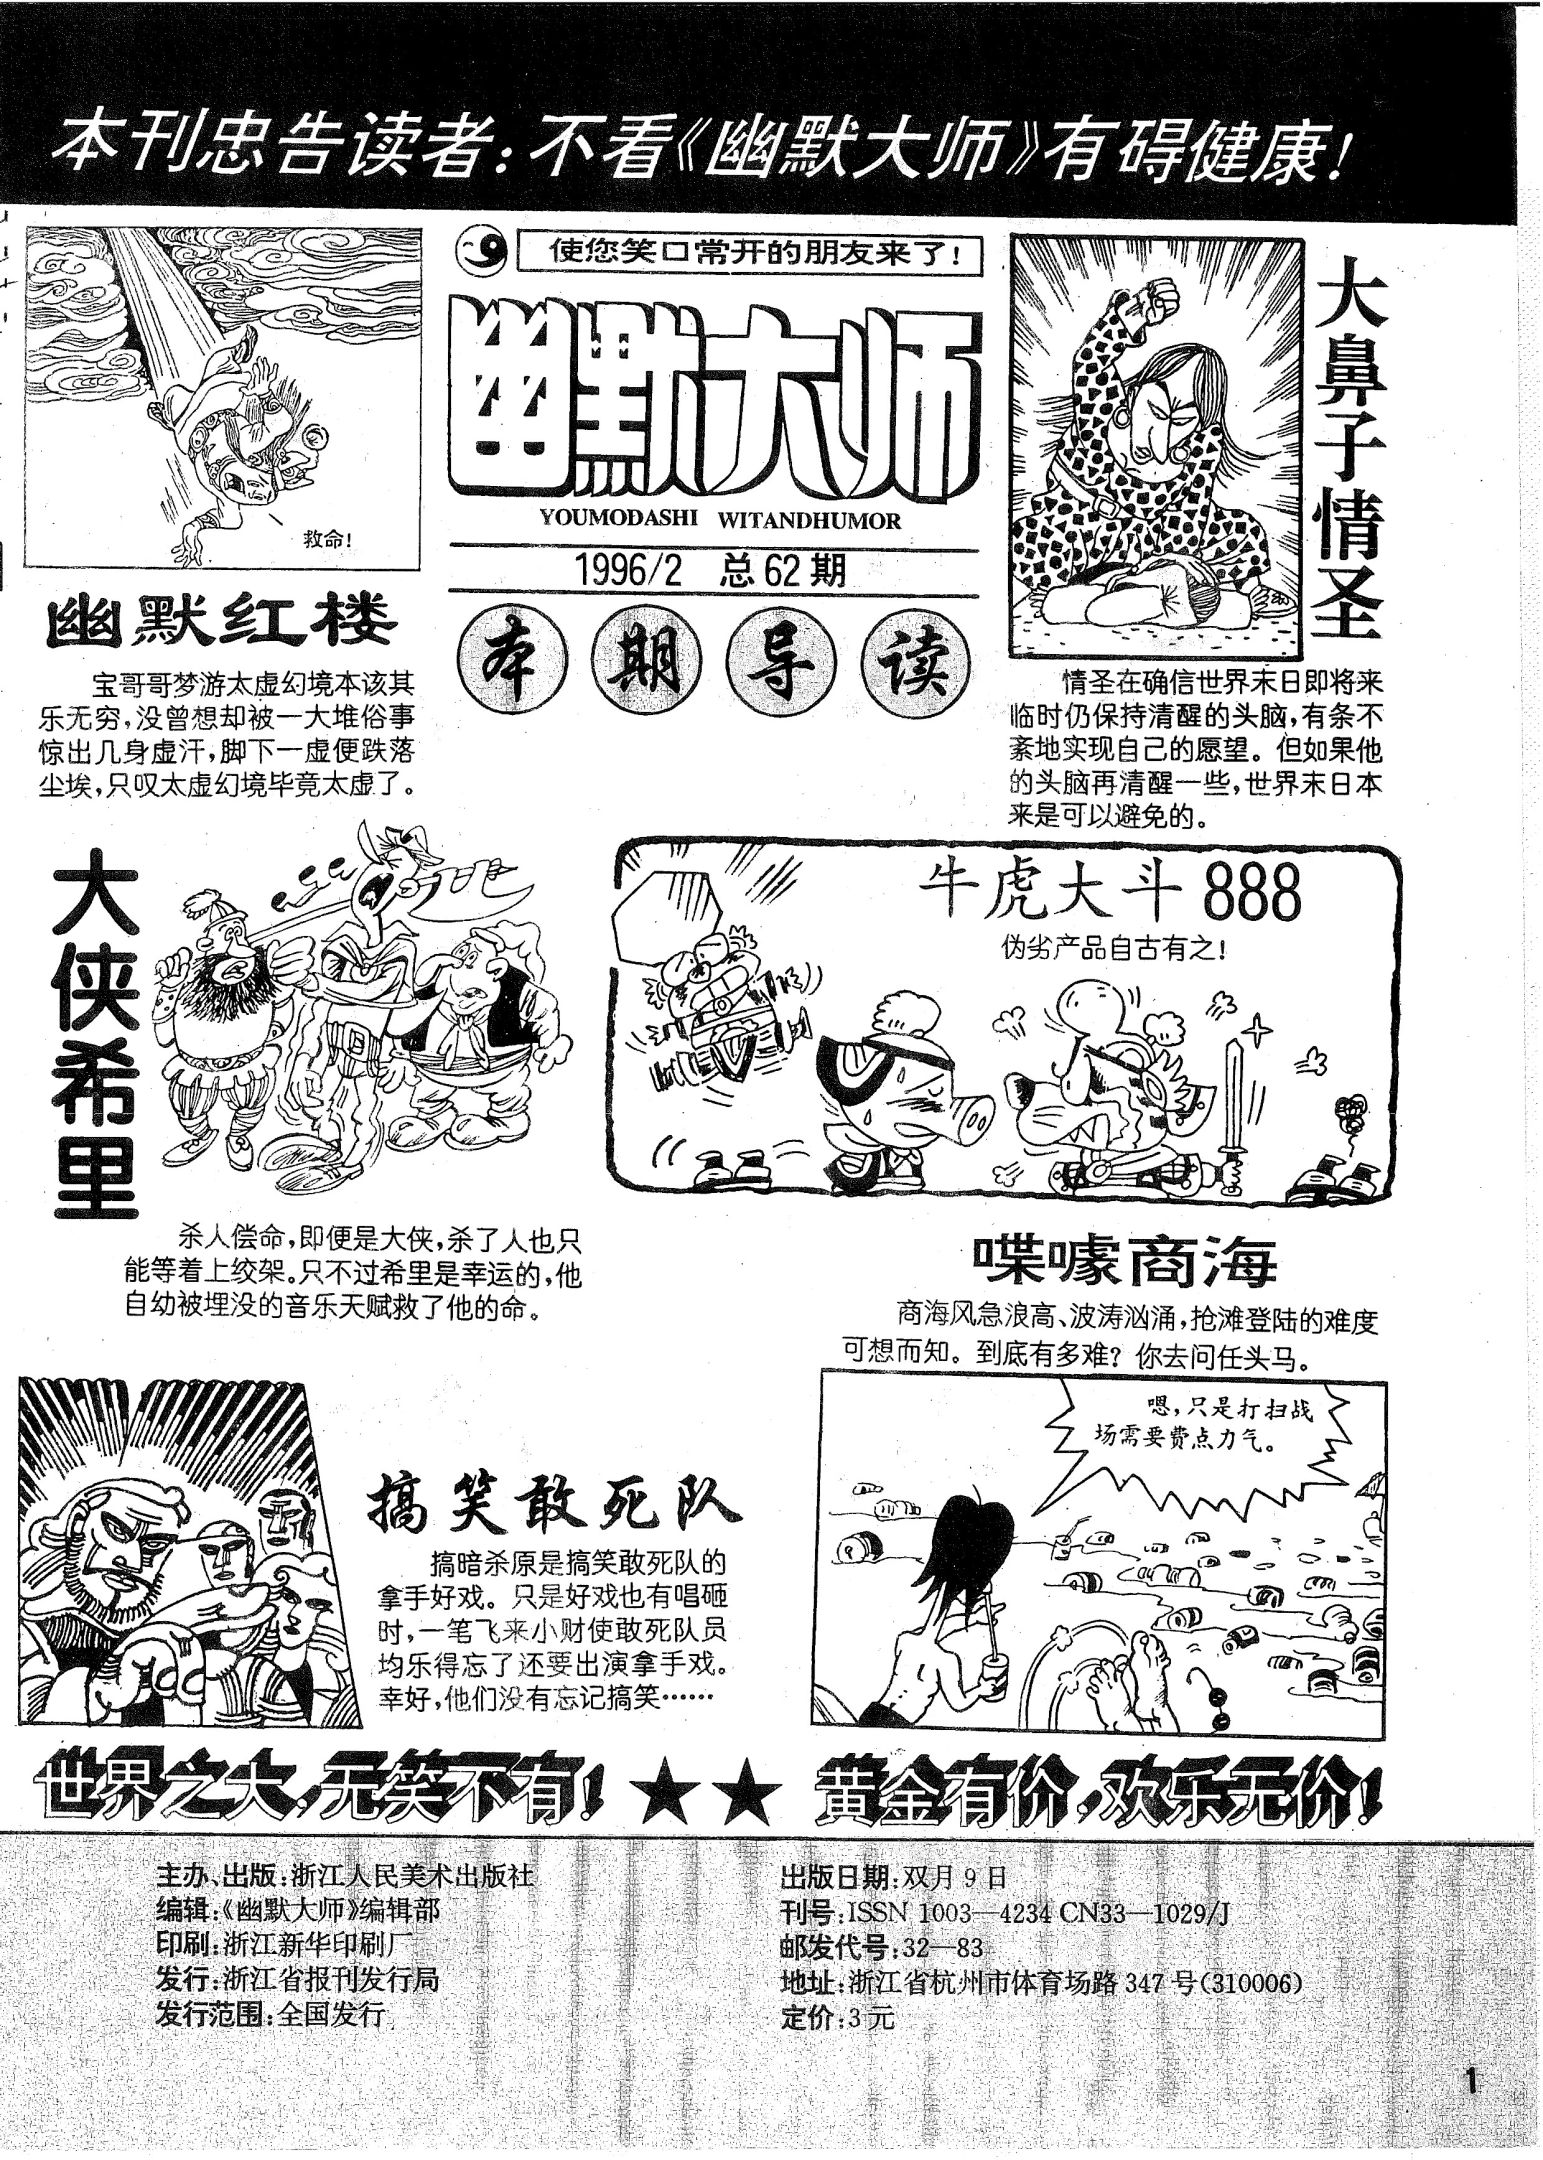 本刊忠告读者：不看《幽默大师》有碍健康！
使您笑口常开的朋友来了！
幽默大师
YOUMODASHI WITANDHUMOR
1996/2 总62期
本期导读
救命！
幽默红楼
宝哥哥梦游太虚幻境本该其
乐无穷，没曾想却被一大堆俗事
惊出几身虚汗，脚下一虚便跌落
尘埃，只叹太虚幻境毕竟太虚了。
大鼻子情圣
情圣在确信世界末日即将来
临时仍保持清醒的头脑，有条不
紊地实现自己的愿望。但如果他
的头脑再清醒一些，世界末日本
来是可以避免的。
大侠希里
杀人偿命，即便是大侠，杀了人也只
能等着上绞架。只不过希里是幸运的，他
自幼被埋没的音乐天赋救了他的命。
牛虎大斗 888
伪劣产品自古有之！
喋噱商海
商海风急浪高、波涛汹涌，抢滩登陆的难度
可想而知。到底有多难？你去问任头马。
嗯，只是打扫战
场需要费点力气。
搞笑敢死队
搞暗杀原是搞笑敢死队的
拿手好戏。只是好戏也有唱砸
时，一笔飞来小财使敢死队员
均乐得忘了还要出演拿手戏。
幸好，他们没有忘记搞笑……
世界之大，无笑不有！★★ 黄金有价，欢乐无价！
主办、出版：浙江人民美术出版社
编辑：《幽默大师》编辑部
印刷：浙江新华印刷厂
发行：浙江省报刊发行局
发行范围：全国发行
出版日期：双月9日
刊号：ISSN 1003—4234 CN33—1029/J
邮发代号：32—83
地址：浙江省杭州市体育场路347号(310006)
定价：3元
1